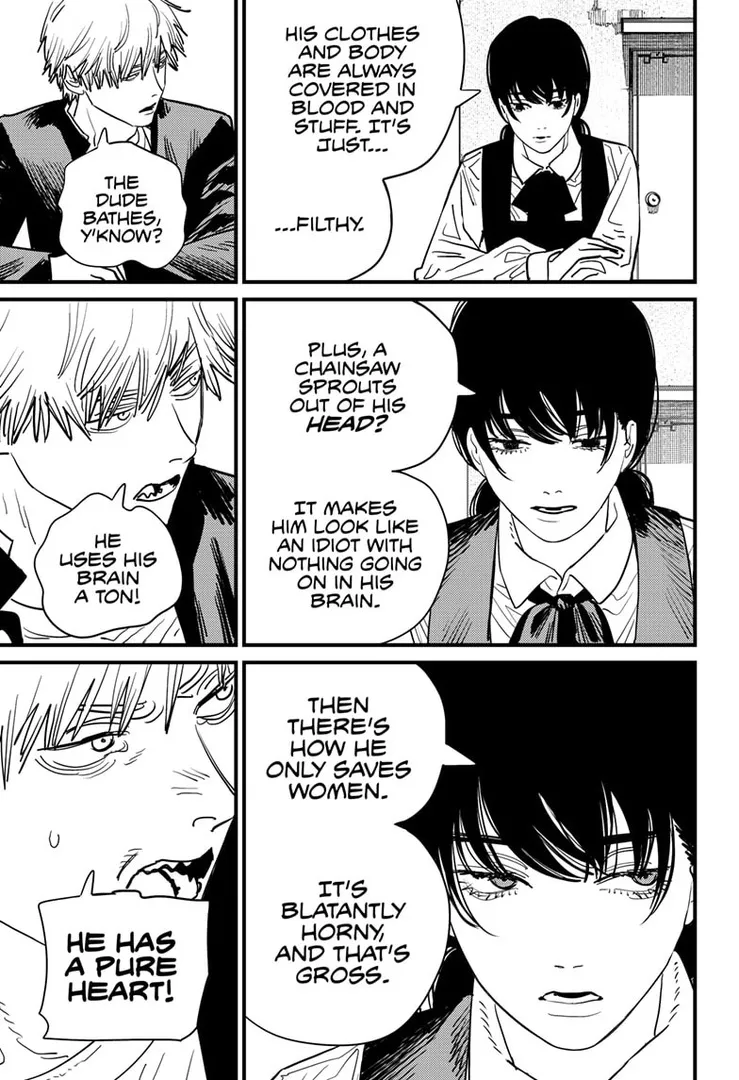 HIS CLOTHES
AND BODY
ARE ALWAYS
COVERED IN
BLOOD AND
STUFF. IT'S
JUST...
...FILTHY.
THE
DUDE
BATHES,
Y'KNOW?
PLUS, A
CHAINSAW
SPROUTS
OUT OF HIS
HEAD?
IT MAKES
HIM LOOK LIKE
AN IDIOT WITH
NOTHING GOING
ON IN HIS
BRAIN.
HE
USES HIS
BRAIN
A TON!
THEN
THERE'S
HOW HE
ONLY SAVES
WOMEN.
IT'S
BLATANTLY
HORNY,
AND THAT'S
GROSS.
HE HAS
A PURE
HEART!